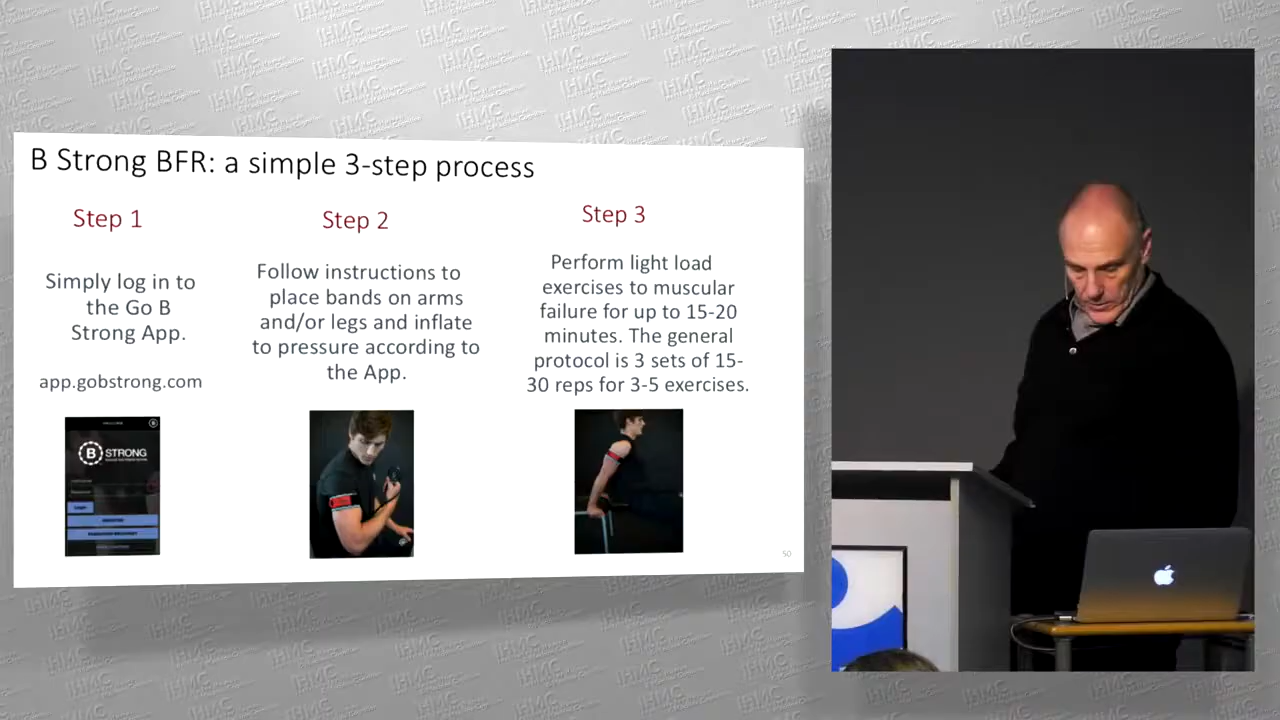 B Strong BFR: a simple 3-step process
Step 1
Simply log in to
the Go B
Strong App.
app.gobstrong.com
B STRONG
Step 2
Follow instructions to
place bands on arms
and/or legs and inflate
to pressure according to
the App.
Step 3
Perform light load
exercises to muscular
failure for up to 15-20
minutes. The general
protocol is 3 sets of 15-
30 reps for 3-5 exercises.
50
IHMC